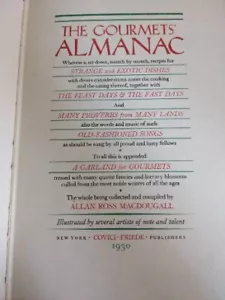 THE GOURMETS'
ALMANAC
Wherein is set down, month by month, recipes for
STRANGE and EXOTIC DISHES
with divers considerations anent the cooking
and the eating thereof, together with
THE FEAST DAYS & THE FAST DAYS
And
MANY PROVERBS from MANY LANDS
also the words and music of such
OLD-FASHIONED SONGS
as should be sung by all proud and lusty fellows
To all this is appended
A GARLAND for GOURMETS
tressed with many quaint fancies and literary blossoms
culled from the most noble writers of all the ages
The whole being collected and compiled by
ALLAN ROSS MACDOUGALL
Illustrated by several artists of note and talent
NEW YORK · COVICI-FRIEDE · PUBLISHERS
1930